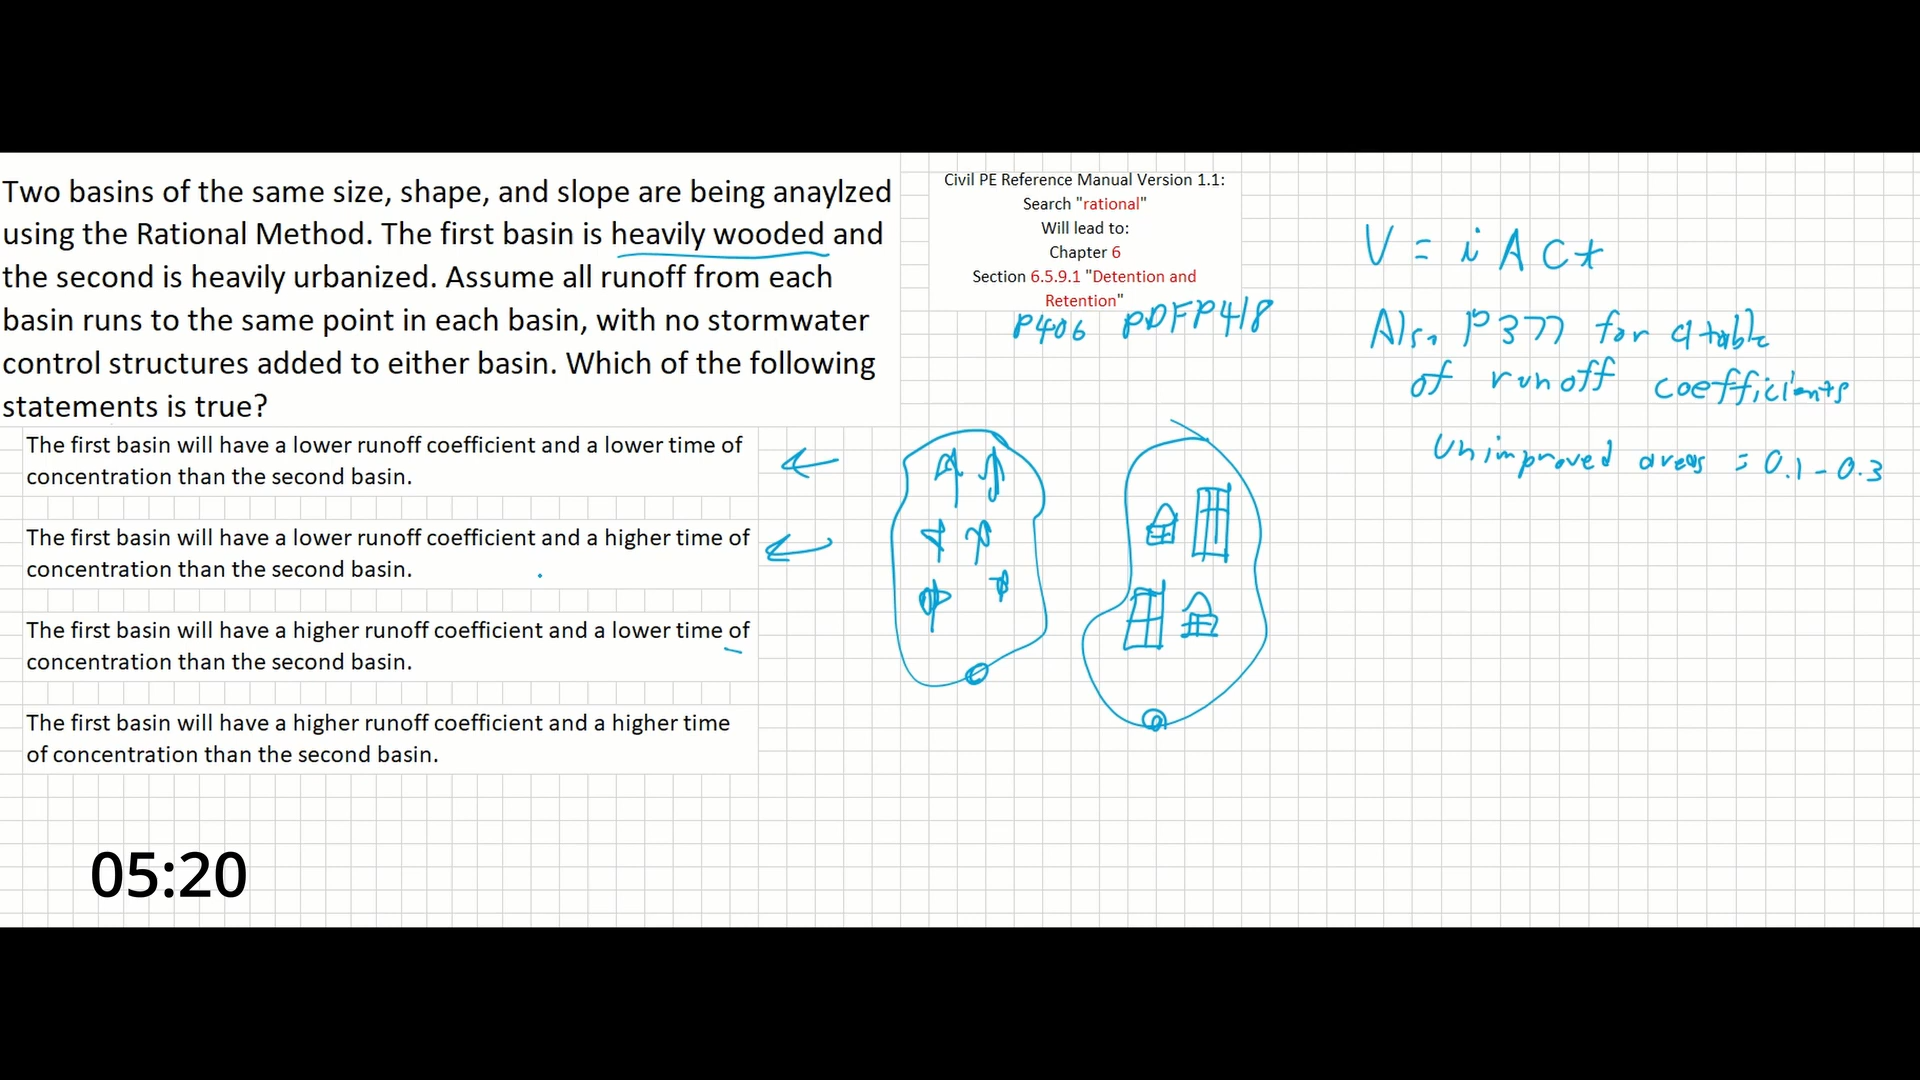 Two basins of the same size, shape, and slope are being anaylzed
using the Rational Method. The first basin is heavily wooded and
the second is heavily urbanized. Assume all runoff from each
basin runs to the same point in each basin, with no stormwater
control structures added to either basin. Which of the following
statements is true?
The first basin will have a lower runoff coefficient and a lower time of
concentration than the second basin.
The first basin will have a lower runoff coefficient and a higher time of
concentration than the second basin.
The first basin will have a higher runoff coefficient and a lower time of
concentration than the second basin.
The first basin will have a higher runoff coefficient and a higher time
of concentration than the second basin.
05:20
Civil PE Reference Manual Version 1.1:
Search "rational"
Will lead to:
Chapter 6
Section 6.5.9.1 "Detention and
Retention"
P406 PDFP418
V = i A C t
Also P377 for a table
of runoff coefficients
Unimproved areas = 0.1 - 0.3